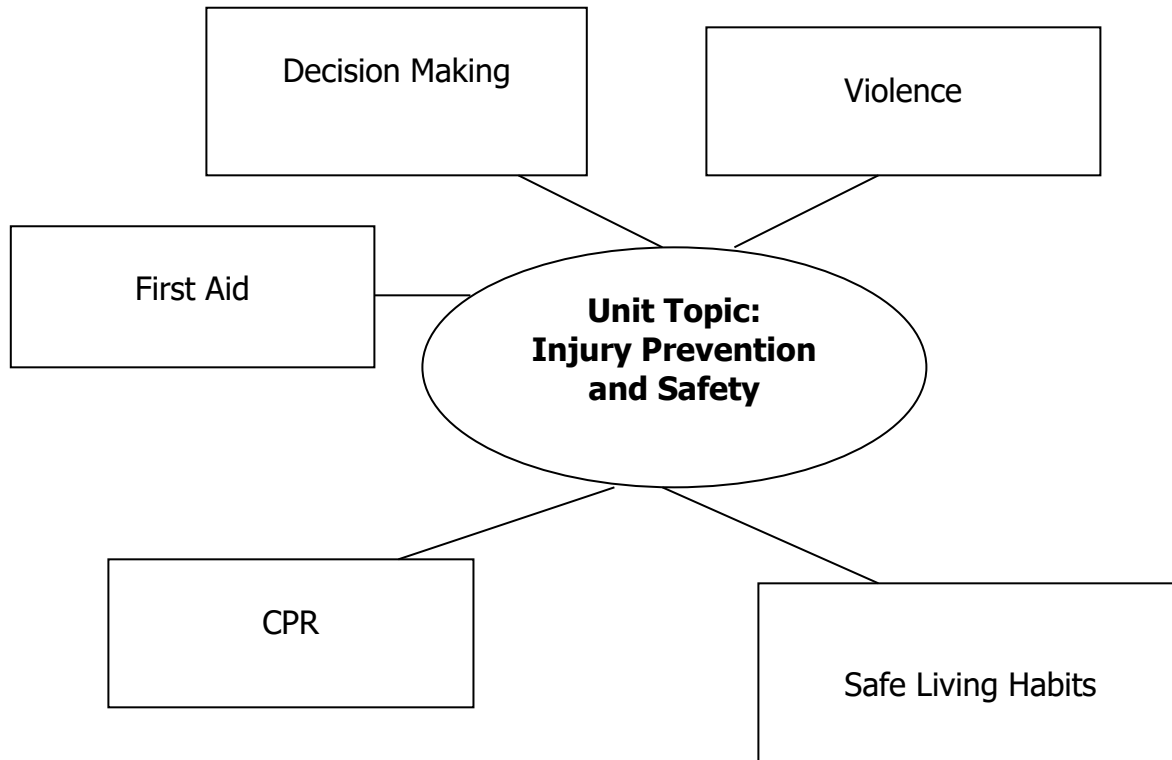 Decision Making
Violence
First Aid
Unit Topic:
Injury Prevention
and Safety
CPR
Safe Living Habits